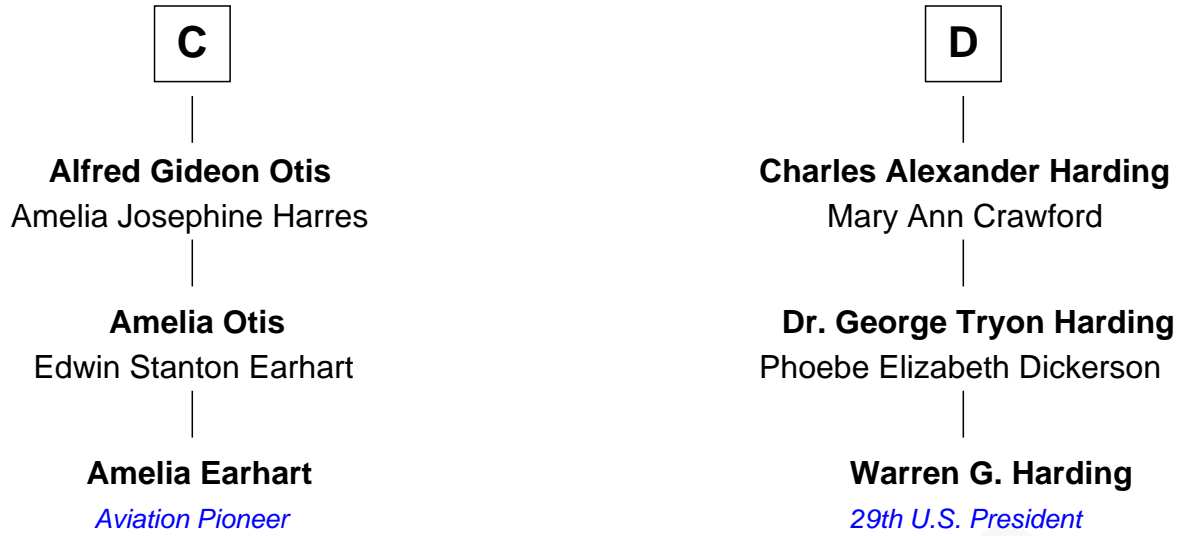 C
Alfred Gideon Otis
Amelia Josephine Harres
Amelia Otis
Edwin Stanton Earhart
Amelia Earhart
Aviation Pioneer
D
Charles Alexander Harding
Mary Ann Crawford
Dr. George Tryon Harding
Phoebe Elizabeth Dickerson
Warren G. Harding
29th U.S. President